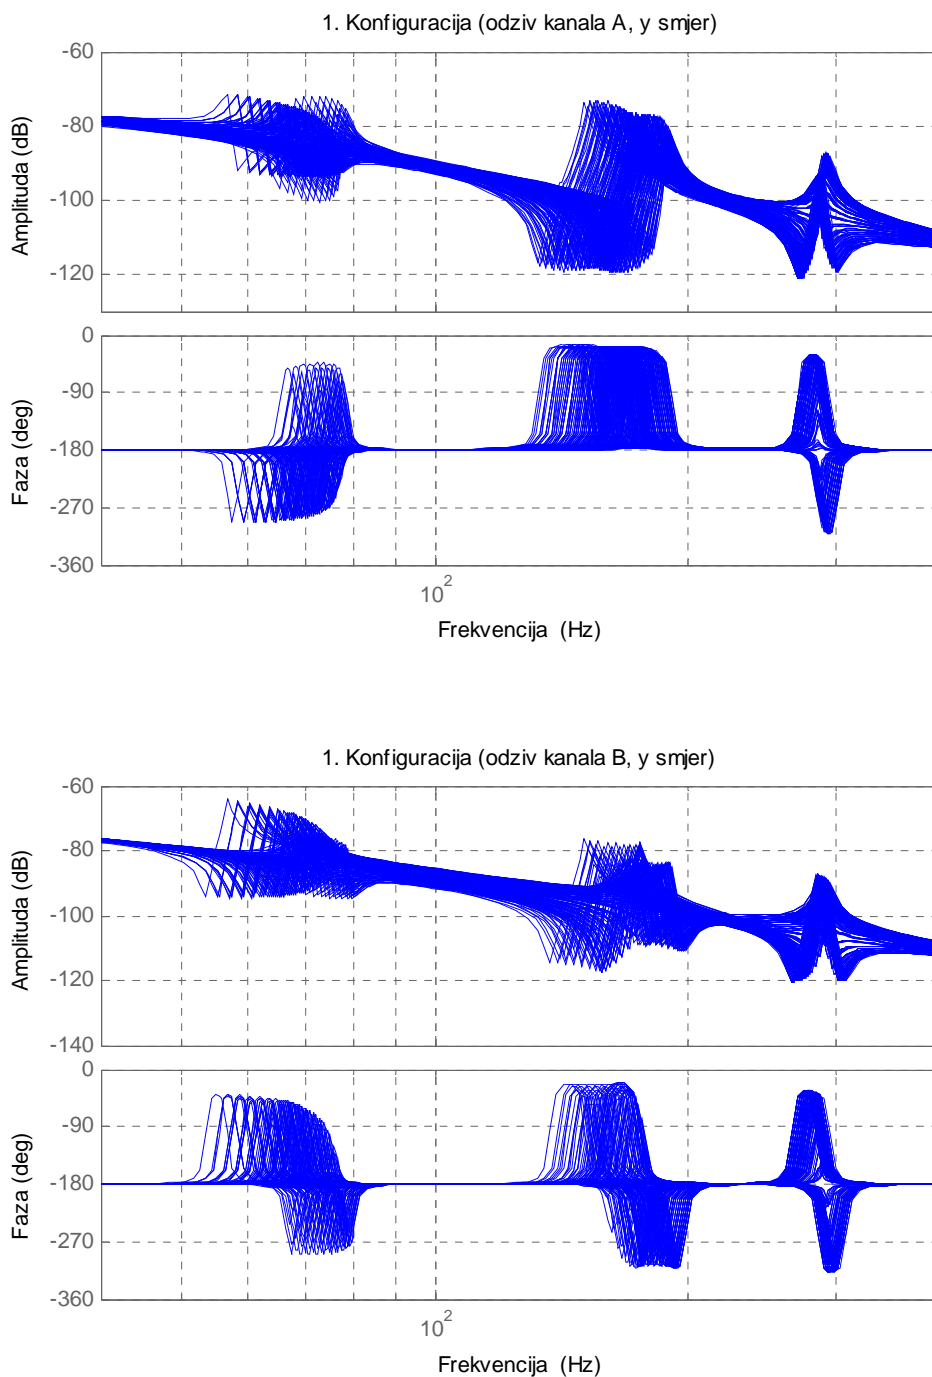 1. Konfiguracija (odziv kanala A, y smjer)
-60
-80
-100
-120
Amplituda (dB)
0
-90
-180
-270
-360
Faza (deg)
10^2
Frekvencija (Hz)
1. Konfiguracija (odziv kanala B, y smjer)
-60
-80
-100
-120
-140
Amplituda (dB)
0
-90
-180
-270
-360
Faza (deg)
10^2
Frekvencija (Hz)